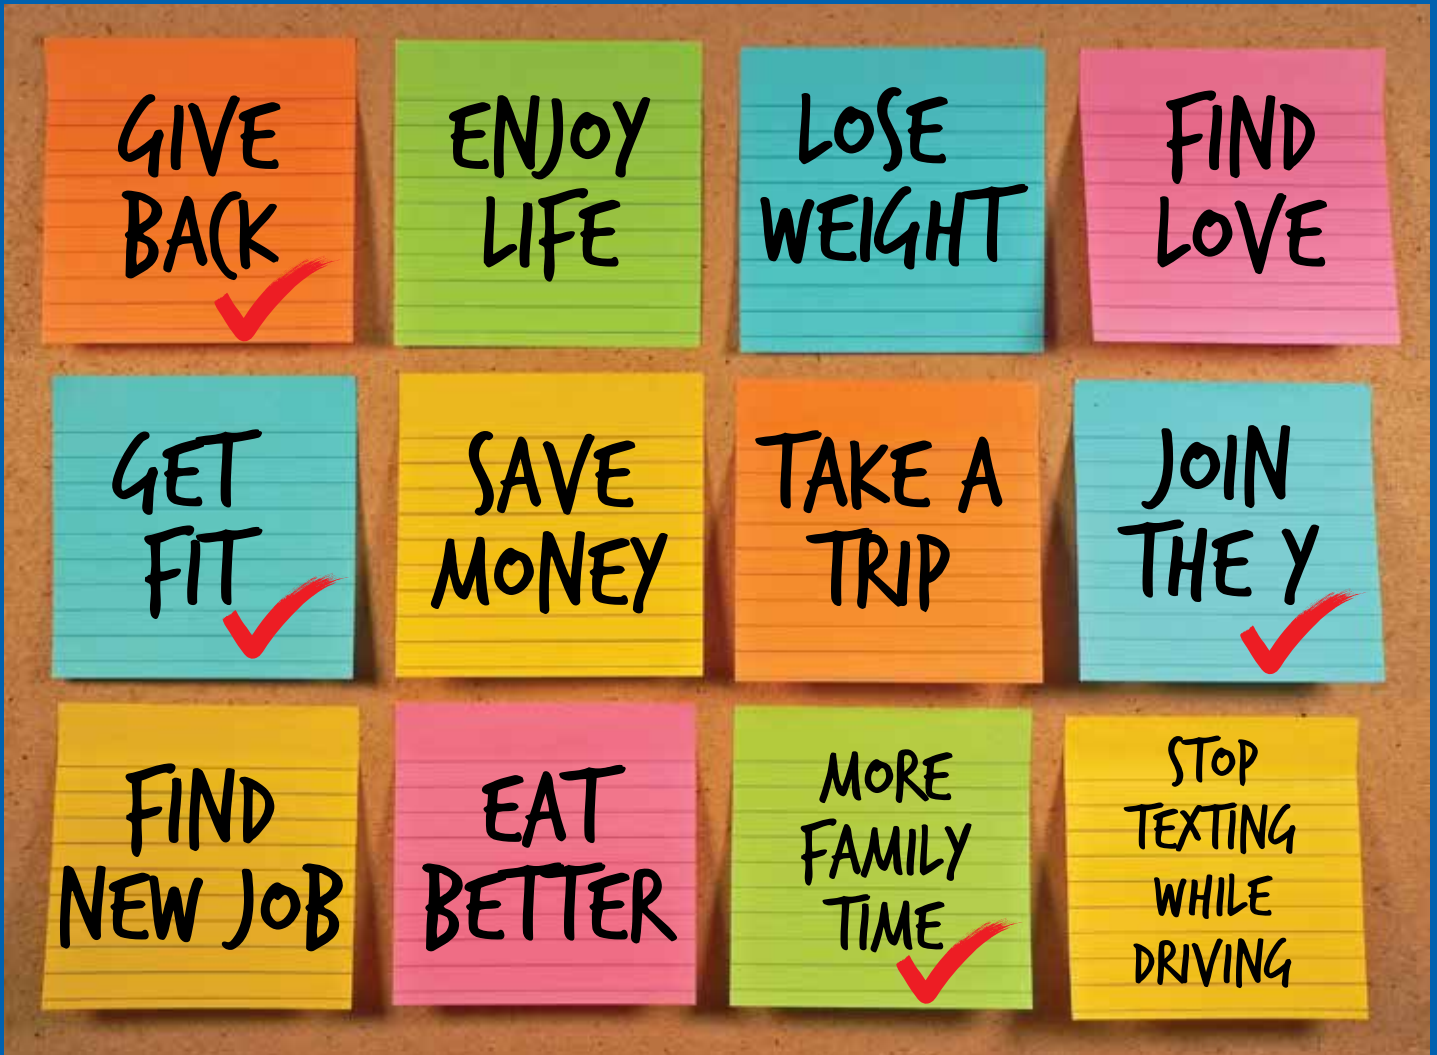 GIVE
BACK
ENJOY
LIFE
LOSE
WEIGHT
FIND
LOVE
GET
FIT
SAVE
MONEY
TAKE A
TRIP
JOIN
THE Y
FIND
NEW JOB
EAT
BETTER
MORE
FAMILY
TIME
STOP
TEXTING
WHILE
DRIVING